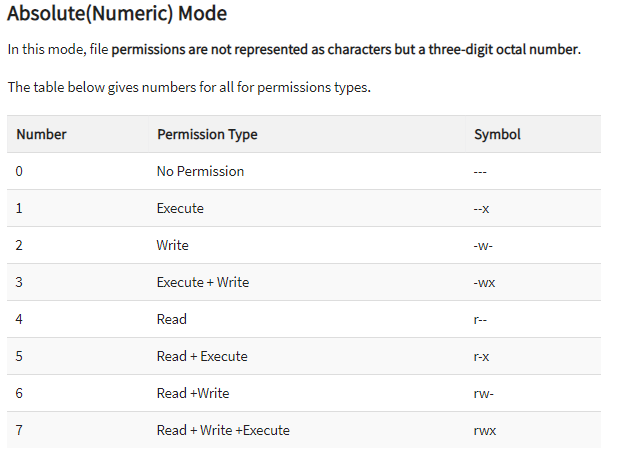 Absolute(Numeric) Mode
In this mode, file permissions are not represented as characters but a three-digit octal number.
The table below gives numbers for all for permissions types.
Number Permission Type Symbol
0 No Permission ---
1 Execute --x
2 Write -w-
3 Execute + Write -wx
4 Read r--
5 Read + Execute r-x
6 Read +Write rw-
7 Read + Write +Execute rwx